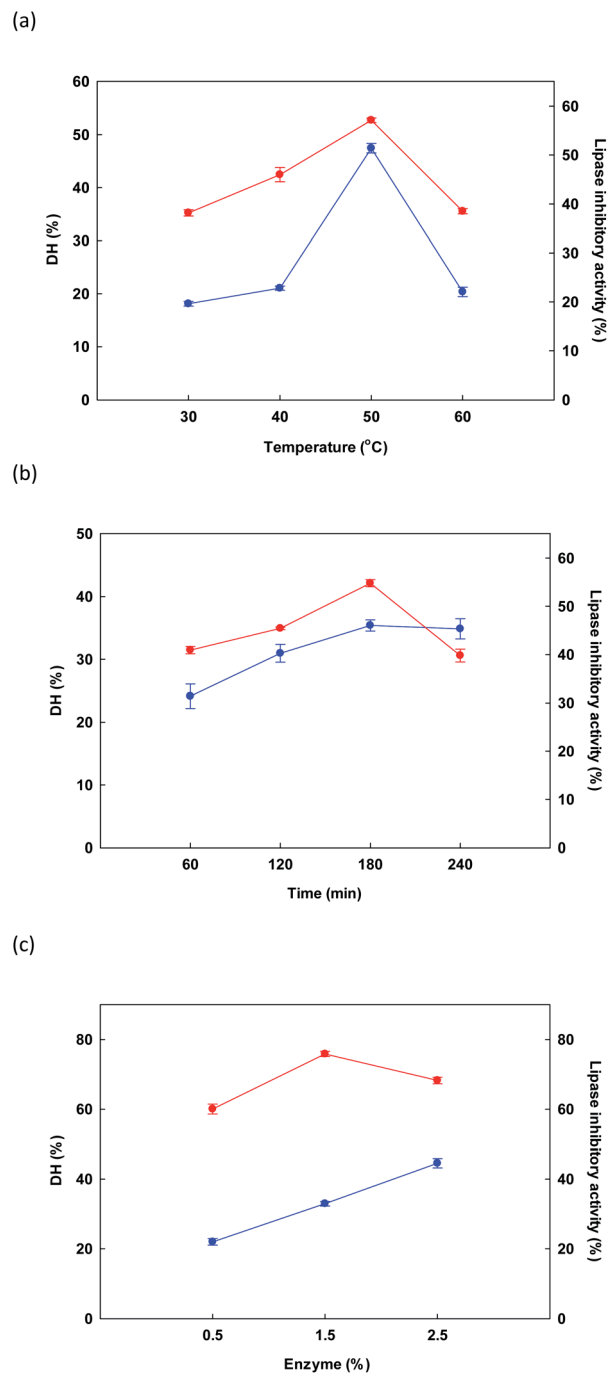 (a)
60
50
40
30
20
10
0
DH (%)
60
50
40
30
20
10
0
Lipase inhibitory activity (%)
30 40 50 60
Temperature (°C)
(b)
50
40
30
20
10
0
DH (%)
60
50
40
30
20
10
0
Lipase inhibitory activity (%)
60 120 180 240
Time (min)
(c)
80
60
40
20
0
DH (%)
80
60
40
20
0
Lipase inhibitory activity (%)
0.5 1.5 2.5
Enzyme (%)